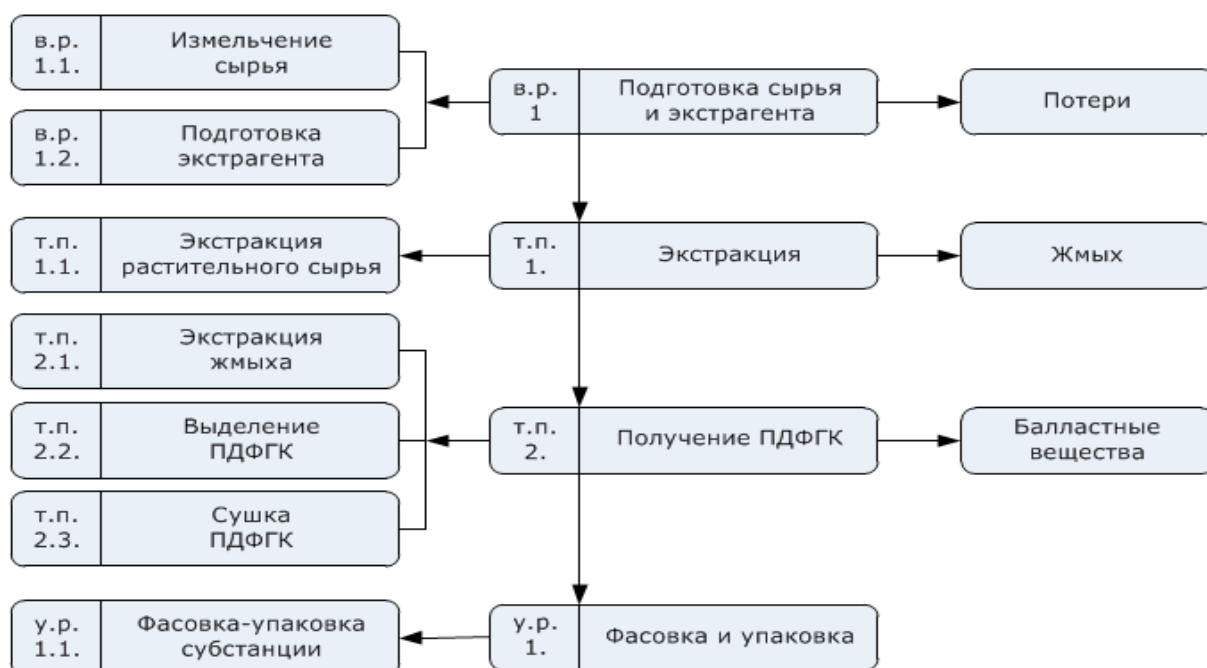 в.р.
1.1.
Измельчение
сырья
в.р.
1
Подготовка сырья
и экстрагента
Потери
в.р.
1.2.
Подготовка
экстрагента
т.п.
1.1.
Экстракция
растительного сырья
т.п.
1.
Экстракция
Жмых
т.п.
2.1.
Экстракция
жмыха
т.п.
2.2.
Выделение
ПДФГК
т.п.
2.
Получение ПДФГК
Балластные
вещества
т.п.
2.3.
Сушка
ПДФГК
у.р.
1.1.
Фасовка-упаковка
субстанции
у.р.
1.
Фасовка и упаковка